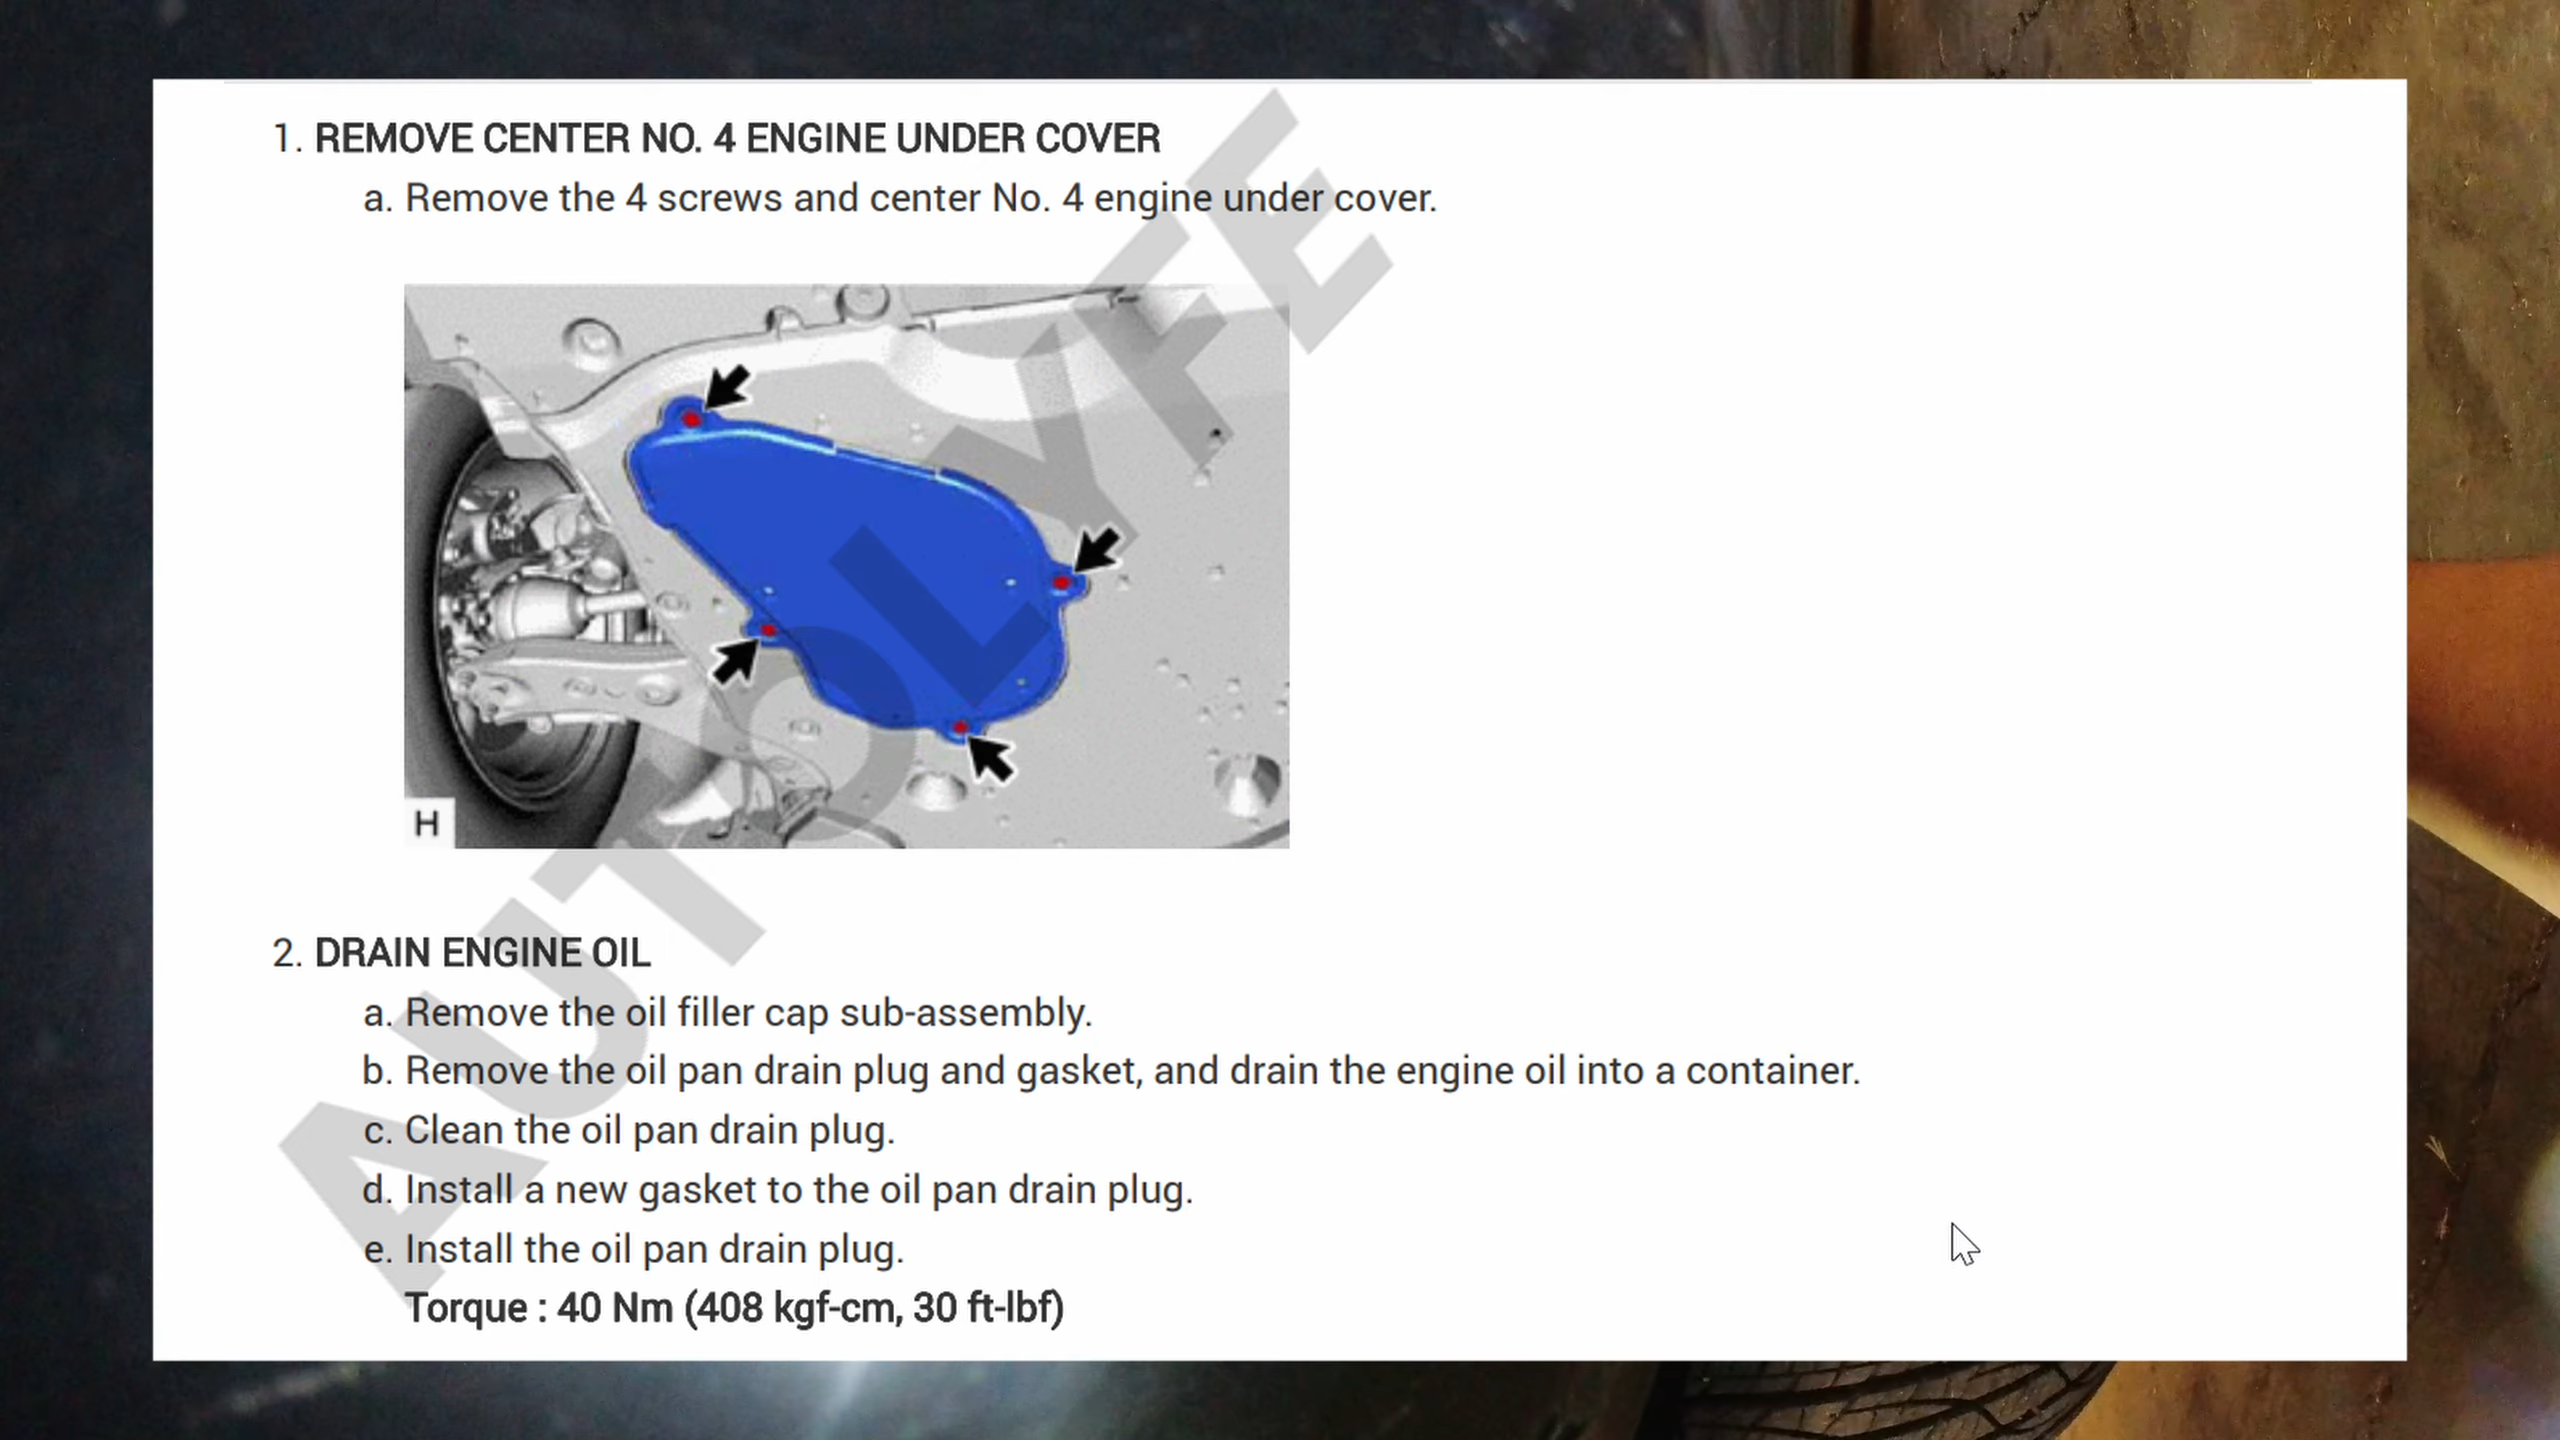 1. REMOVE CENTER NO. 4 ENGINE UNDER COVER
a. Remove the 4 screws and center No. 4 engine under cover.
H
2. DRAIN ENGINE OIL
a. Remove the oil filler cap sub-assembly.
b. Remove the oil pan drain plug and gasket, and drain the engine oil into a container.
c. Clean the oil pan drain plug.
d. Install a new gasket to the oil pan drain plug.
e. Install the oil pan drain plug.
Torque : 40 Nm (408 kgf-cm, 30 ft-lbf)
AUTOLYFE